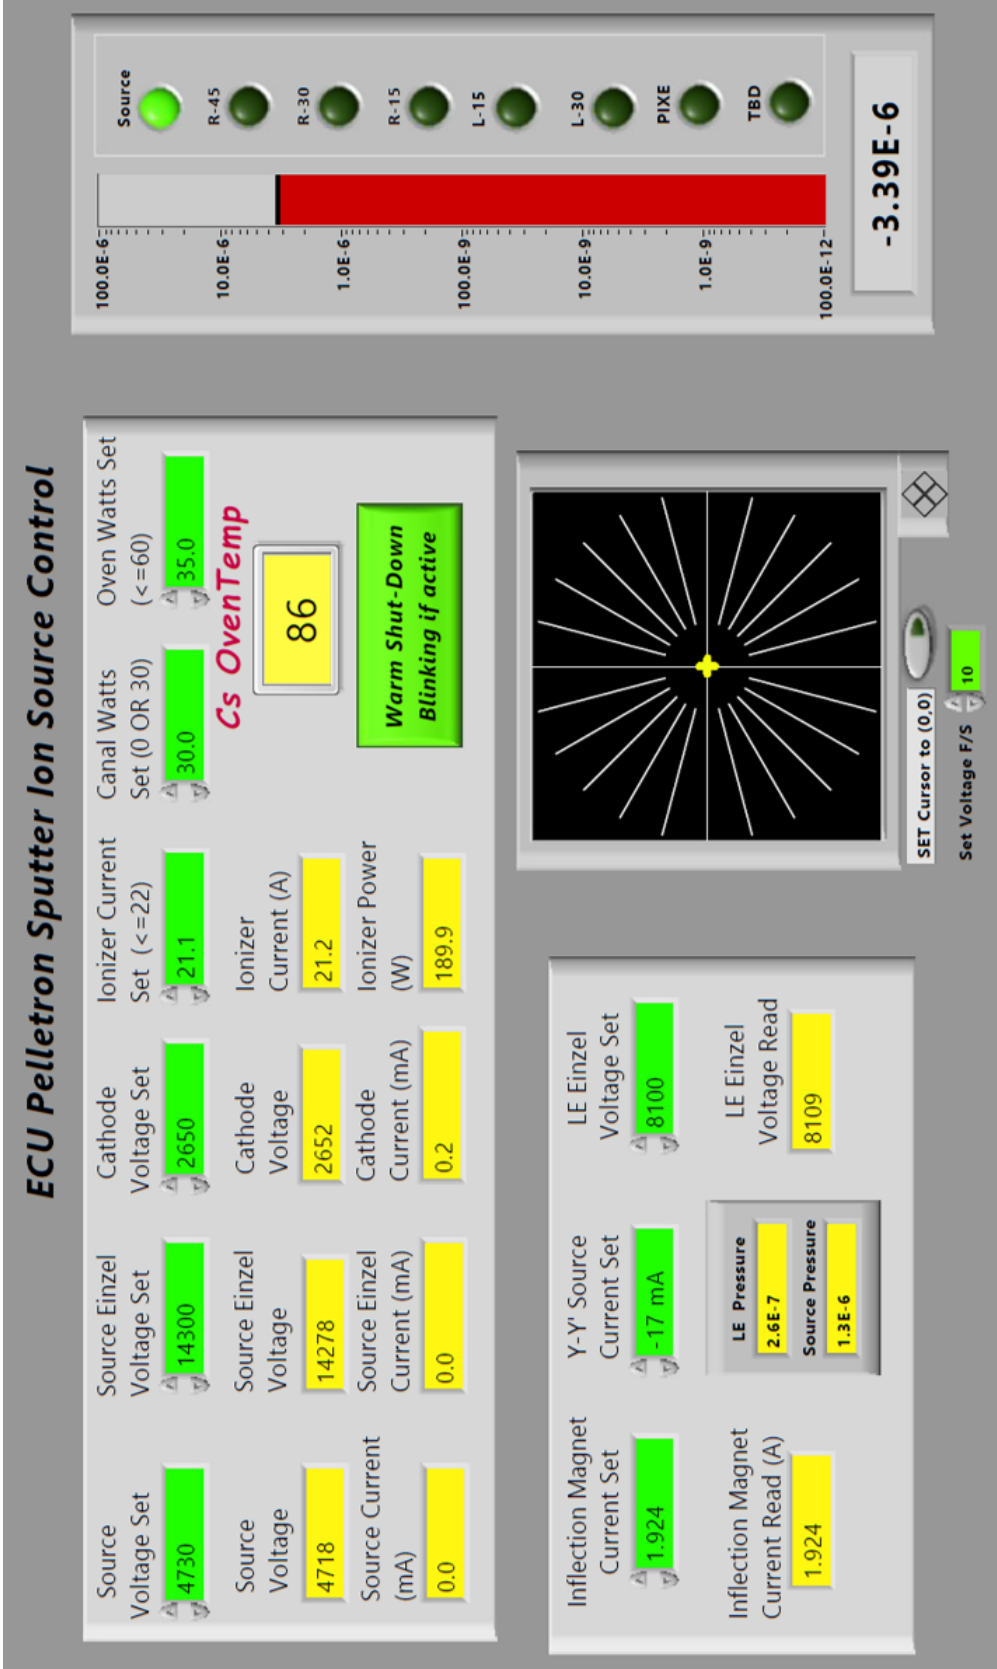 ECU Pelletron Sputter Ion Source Control
Source
Voltage Set
4730
Source Einzel
Voltage Set
14300
Cathode
Voltage Set
2650
Ionizer Current
Set (<=22)
21.1
Canal Watts
Set (0 OR 30)
30.0
Oven Watts Set
(<=60)
35.0
Source
Voltage
4718
Source Einzel
Voltage
14278
Cathode
Voltage
2652
Ionizer
Current (A)
21.2
Cs OvenTemp
86
Source Current
(mA)
0.0
Source Einzel
Current (mA)
0.0
Cathode
Current (mA)
0.2
Ionizer Power
(W)
189.9
Warm Shut-Down
Blinking if active
Inflection Magnet
Current Set
1.924
Y-Y' Source
Current Set
-17 mA
LE Einzel
Voltage Set
8100
Inflection Magnet
Current Read (A)
1.924
LE Pressure
2.6E-7
Source Pressure
1.3E-6
LE Einzel
Voltage Read
8109
SET Cursor to (0,0)
Set Voltage F/S
10
100.0E-6
10.0E-6
1.0E-6
100.0E-9
10.0E-9
1.0E-9
100.0E-12
Source
R-45
R-30
R-15
L-15
L-30
PIXE
TBD
-3.39E-6